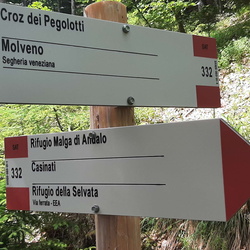 Croz dei Pegolotti
Molveno
Segheria veneziana
332
Rifugio Malga di Andalo
Casinati
332
Rifugio della Selvata
Via ferrata - EEA